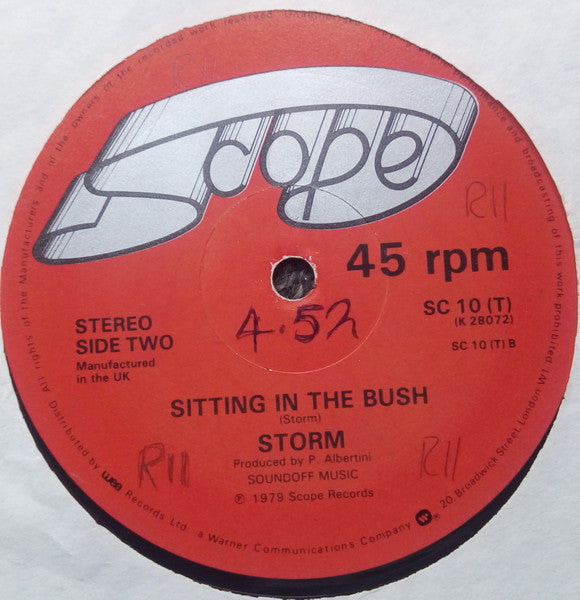 All rights of the Manufacturers and of the owners of the recorded work reserved
performance and broadcasting of this work prohibited
Scope
R11
R11
45 rpm
STEREO
SIDE TWO
Manufactured
in the UK
4.52
SC 10 (T)
(K 28072)
SC 10 (T) B
SITTING IN THE BUSH
(Storm)
STORM
Produced by P. Albertini
SOUNDOFF MUSIC
℗ 1979 Scope Records
R11
R11
Distributed by wea Records Ltd. a Warner Communications Company ® 20 Broadwick Street, London